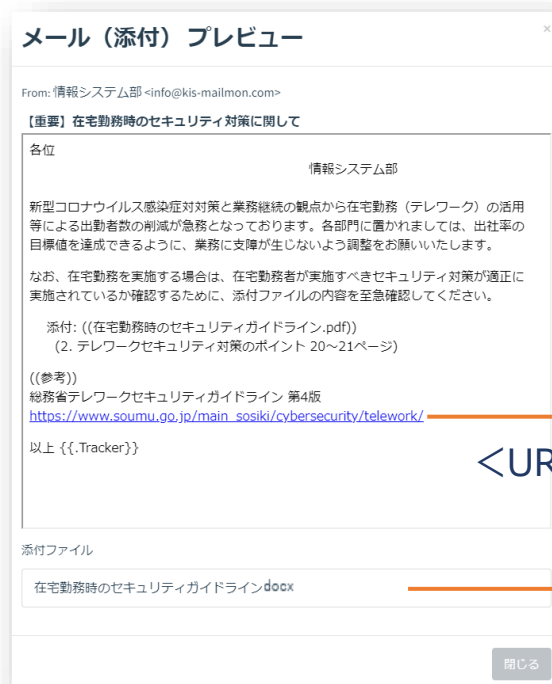 メール（添付）プレビュー
×
From: 情報システム部 <info@kis-mailmon.com>
【重要】在宅勤務時のセキュリティ対策に関して
各位
情報システム部
新型コロナウイルス感染症対対策と業務継続の観点から在宅勤務（テレワーク）の活用
等による出勤者数の削減が急務となっております。各部門に置かれましては、出社率の
目標値を達成できるように、業務に支障が生じないよう調整をお願いいたします。
なお、在宅勤務を実施する場合は、在宅勤務者が実施すべきセキュリティ対策が適正に
実施されているか確認するために、添付ファイルの内容を至急確認してください。
添付: ((在宅勤務時のセキュリティガイドライン.pdf))
(2. テレワークセキュリティ対策のポイント 20～21ページ)
((参考))
総務省テレワークセキュリティガイドライン 第4版
https://www.soumu.go.jp/main_sosiki/cybersecurity/telework/
以上 {{.Tracker}}
＜UR
添付ファイル
在宅勤務時のセキュリティガイドラインdocx
閉じる